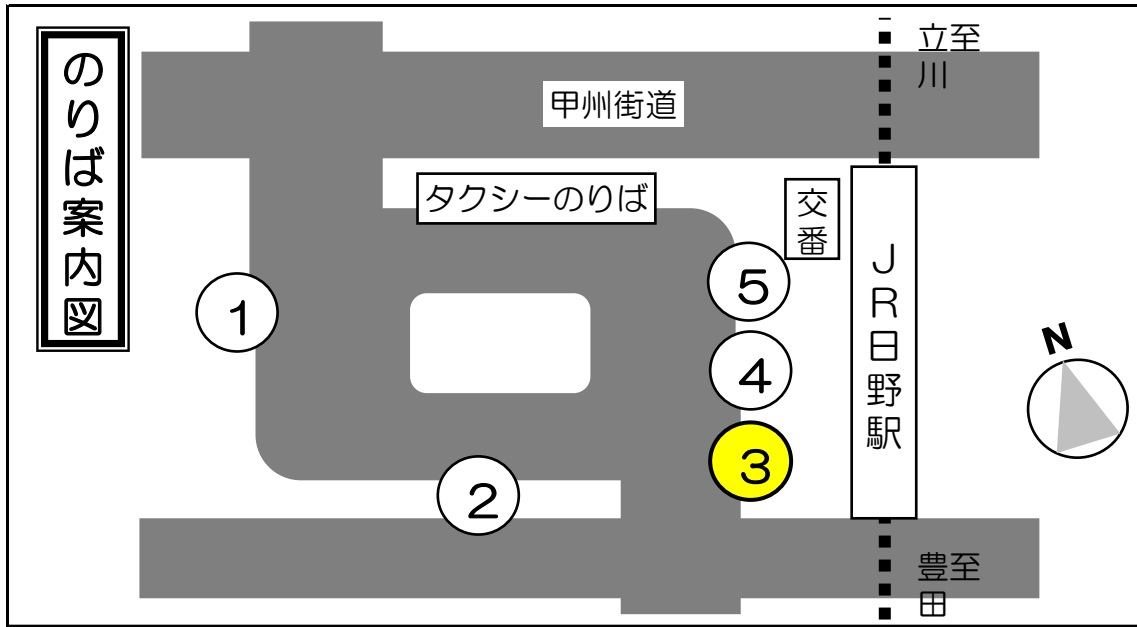 のりば案内図
甲州街道
タクシーのりば
交番
ＪＲ日野駅
至立川
至豊田
①
②
③
④
⑤
N